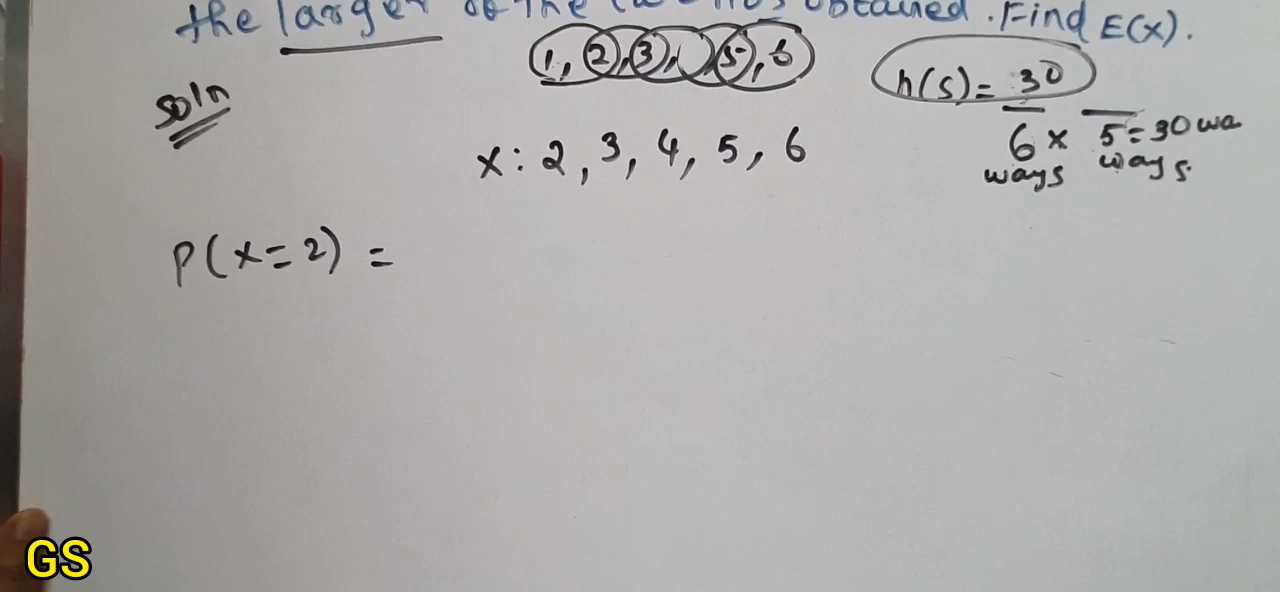 the larger of the two nos obtained. Find E(X).
1, 2, 3, , 5, 6
n(S) = 30
Soln
6 x 5 = 30 wa
ways ways.
X: 2, 3, 4, 5, 6
P(X=2) =
GS